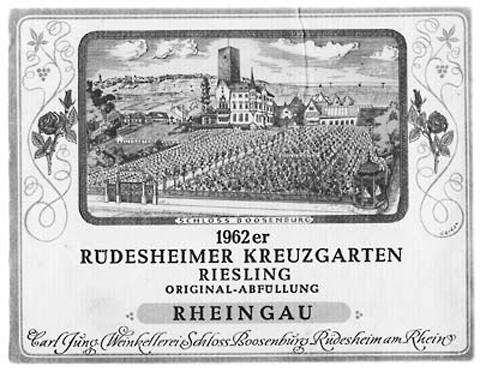 SCHLOSS BOOSENBURG
1962er
RÜDESHEIMER KREUZGARTEN
RIESLING
ORIGINAL-ABFÜLLUNG
RHEINGAU
Carl Jung Weinkellerei Schloss Boosenburg Rüdesheim am Rhein